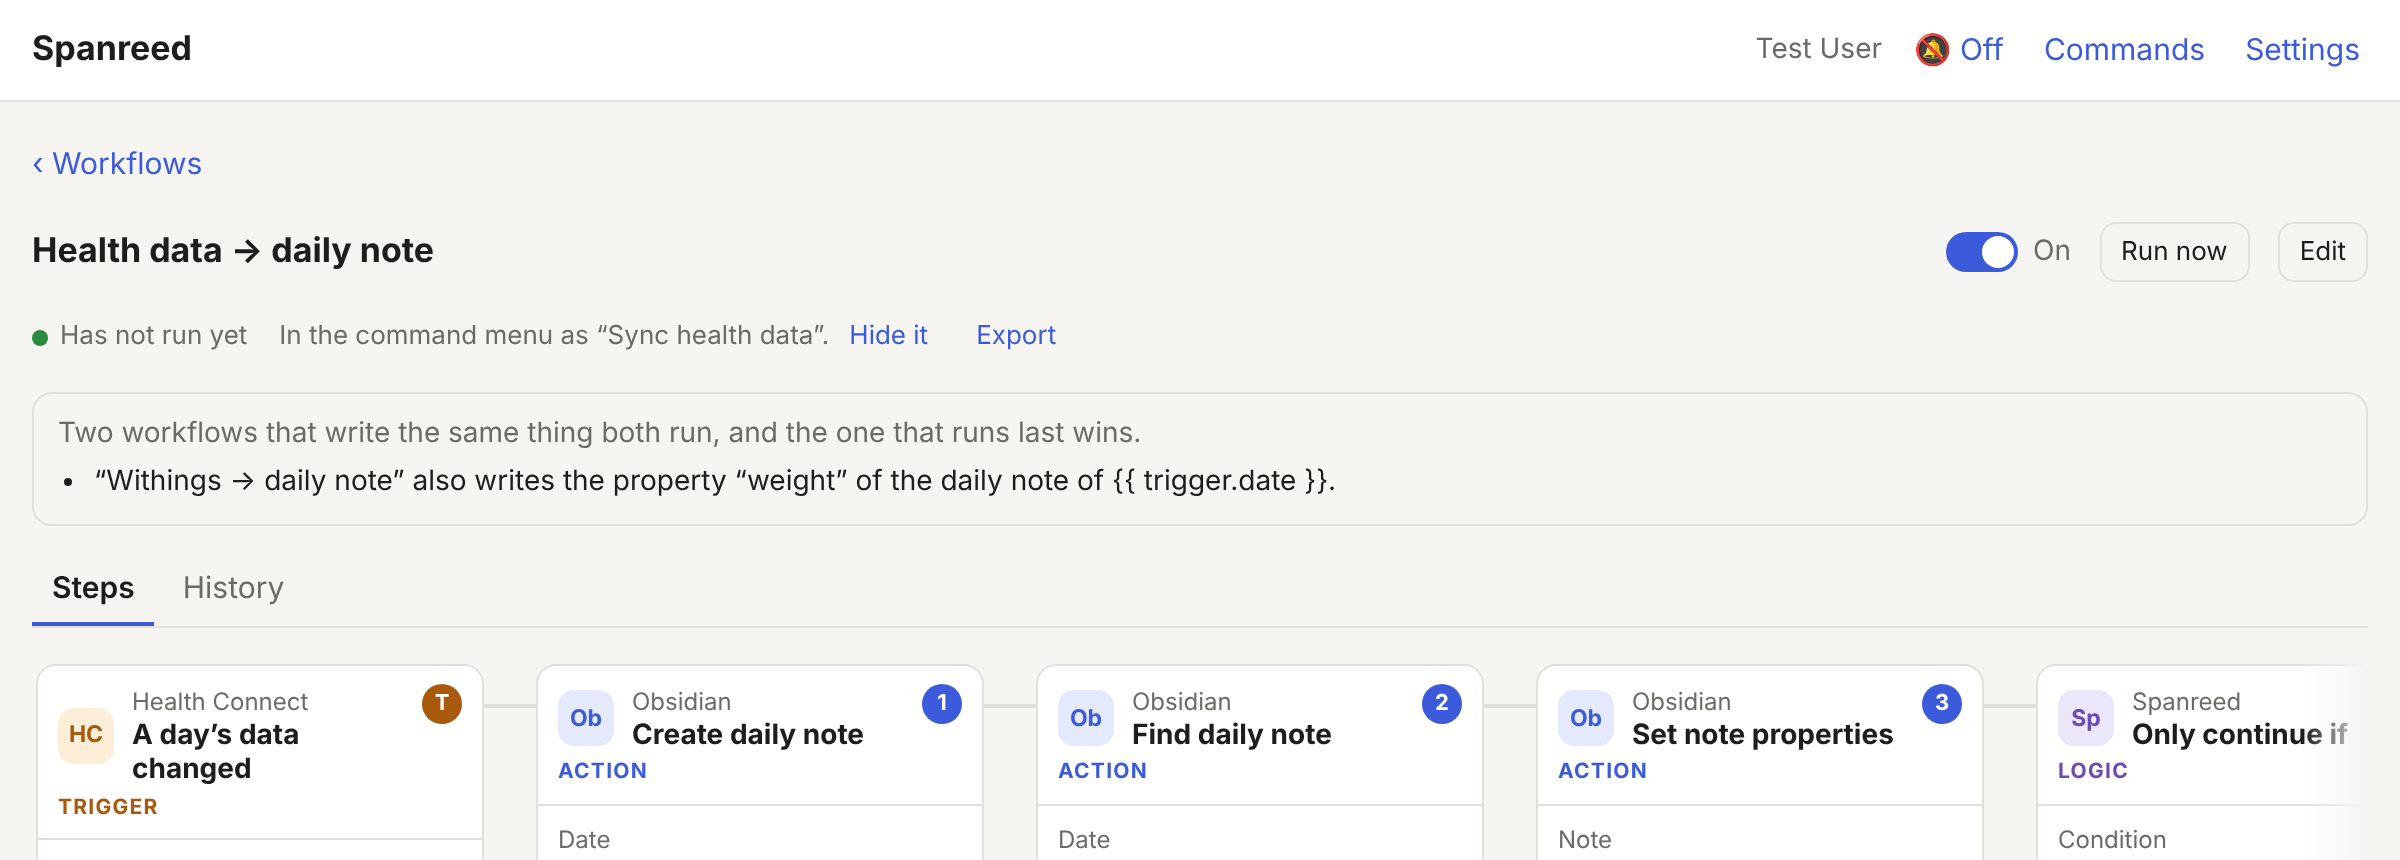 Spanreed
Test User
Off
Commands
Settings
‹ Workflows
Health data → daily note
On
Run now
Edit
Has not run yet
In the command menu as “Sync health data”.
Hide it
Export
Two workflows that write the same thing both run, and the one that runs last wins.
• “Withings → daily note” also writes the property “weight” of the daily note of {{ trigger.date }}.
Steps
History
HC
Health Connect
A day’s data
changed
T
TRIGGER
Ob
Obsidian
Create daily note
1
ACTION
Date
Ob
Obsidian
Find daily note
2
ACTION
Date
Ob
Obsidian
Set note properties
3
ACTION
Note
Sp
Spanreed
Only continue if
LOGIC
Condition